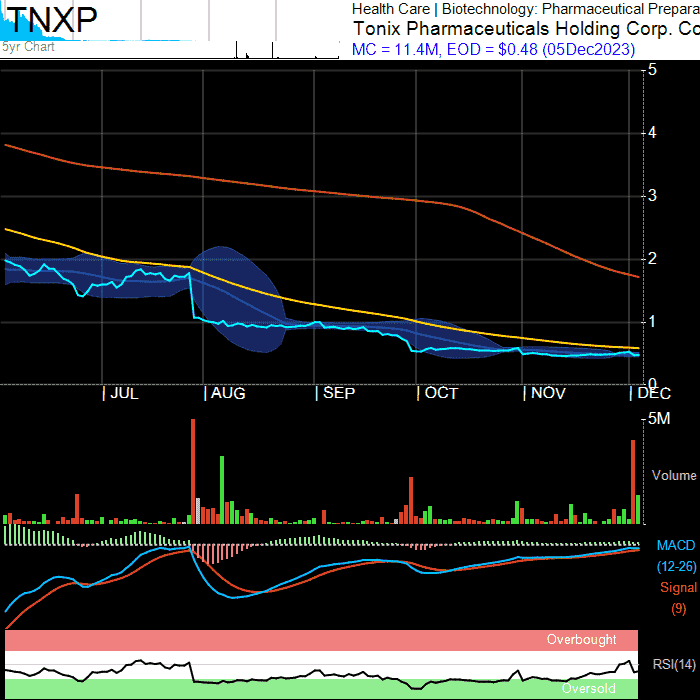 TNXP
5yr Chart
Health Care | Biotechnology: Pharmaceutical Prepara
Tonix Pharmaceuticals Holding Corp. Co
MC = 11.4M, EOD = $0.48 (05Dec2023)
5
4
3
2
1
0
| JUL | AUG | SEP | OCT | NOV | DEC
5M
Volume
MACD
(12-26)
Signal
(9)
Overbought
RSI(14)
Oversold